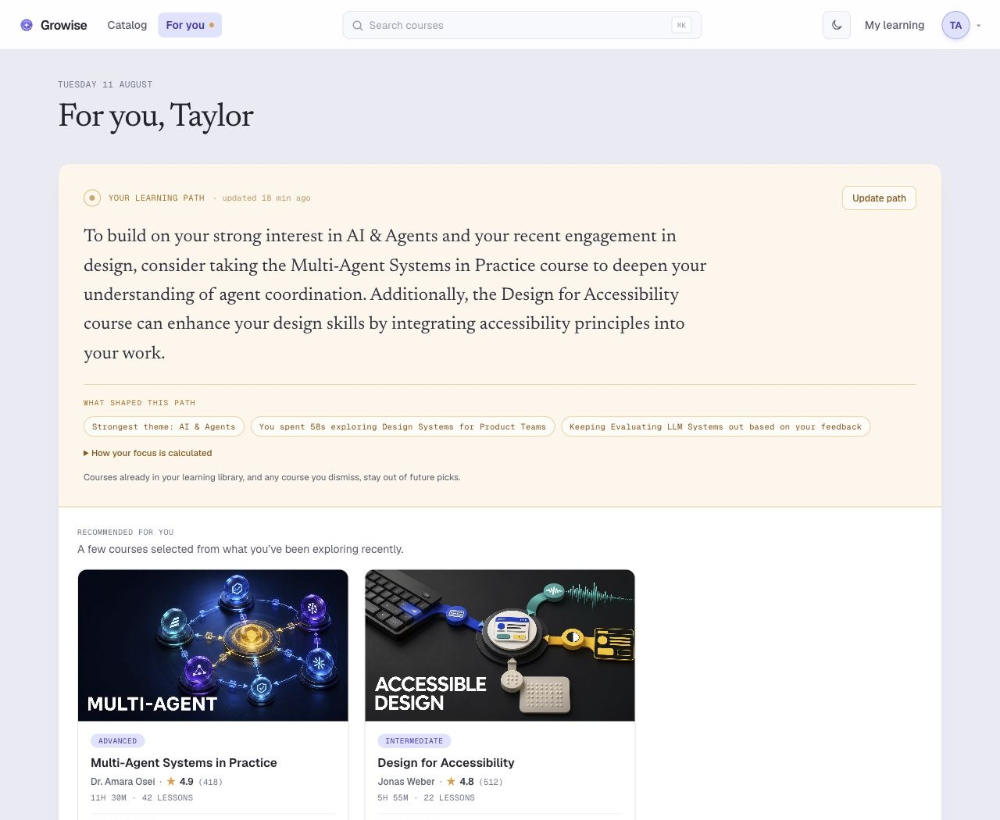 Growise
Catalog
For you
Search courses
⌘K
My learning
TA
TUESDAY 11 AUGUST
For you, Taylor
YOUR LEARNING PATH · updated 18 min ago
Update path
To build on your strong interest in AI & Agents and your recent engagement in
design, consider taking the Multi-Agent Systems in Practice course to deepen your
understanding of agent coordination. Additionally, the Design for Accessibility
course can enhance your design skills by integrating accessibility principles into
your work.
WHAT SHAPED THIS PATH
Strongest theme: AI & Agents
You spent 58s exploring Design Systems for Product Teams
Keeping Evaluating LLM Systems out based on your feedback
How your focus is calculated
Courses already in your learning library, and any course you dismiss, stay out of future picks.
RECOMMENDED FOR YOU
A few courses selected from what you’ve been exploring recently.
MULTI-AGENT
ADVANCED
Multi-Agent Systems in Practice
Dr. Amara Osei · ★ 4.9 (418)
11H 30M · 42 LESSONS
ACCESSIBLE
DESIGN
INTERMEDIATE
Design for Accessibility
Jonas Weber · ★ 4.8 (512)
5H 55M · 22 LESSONS